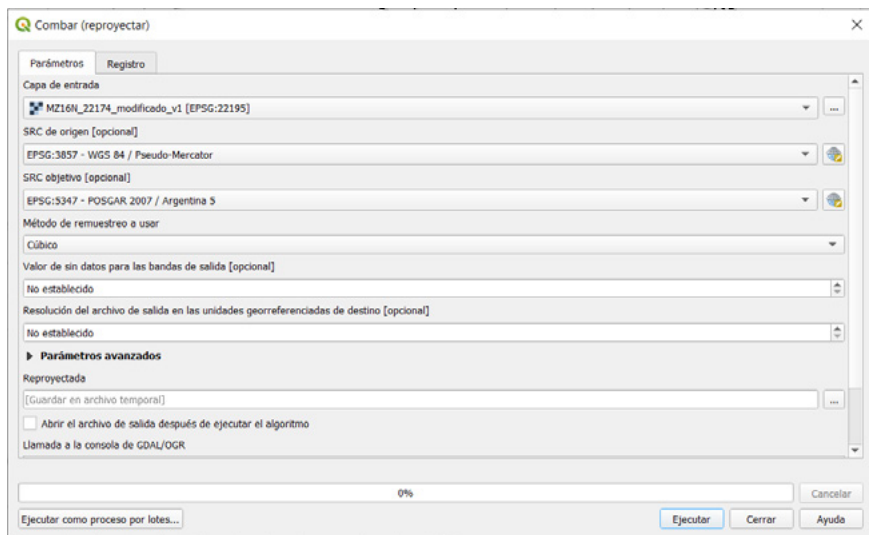 Combar (reproyectar)
Parámetros Registro
Capa de entrada
MZ16N_22174_modificado_v1 [EPSG:22195]
...
SRC de origen [opcional]
EPSG:3857 - WGS 84 / Pseudo-Mercator
SRC objetivo [opcional]
EPSG:5347 - POSGAR 2007 / Argentina 5
Método de remuestreo a usar
Cúbico
Valor de sin datos para las bandas de salida [opcional]
No establecido
Resolución del archivo de salida en las unidades georreferenciadas de destino [opcional]
No establecido
Parámetros avanzados
Reproyectada
[Guardar en archivo temporal]
...
Abrir el archivo de salida después de ejecutar el algoritmo
Llamada a la consola de GDAL/OGR
0% Cancelar
Ejecutar como proceso por lotes... Ejecutar Cerrar Ayuda